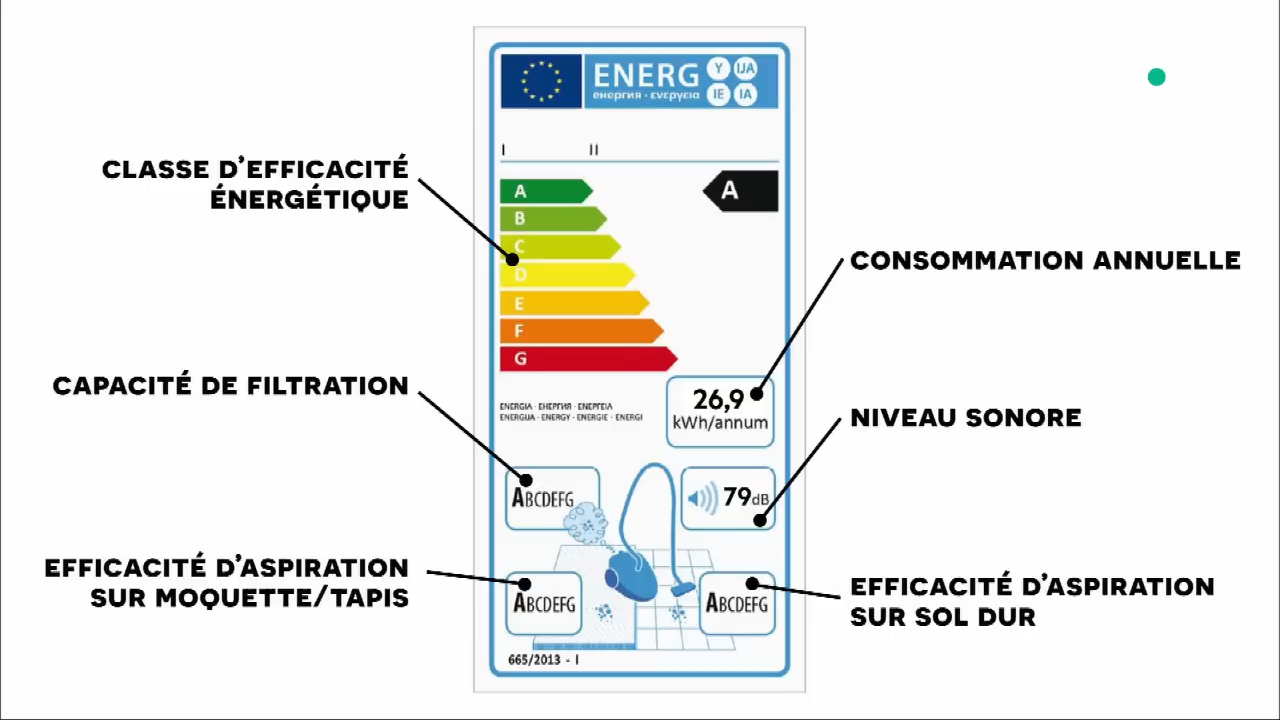 ENERG Y IJA
енергия · ενεργεια IE IA
I II
CLASSE D'EFFICACITÉ
ÉNERGÉTIQUE
A
A
B
C
D
E
F
G
CONSOMMATION ANNUELLE
CAPACITÉ DE FILTRATION
26,9
kWh/annum
ENERGIA · ЕНЕРГИЯ · ΕΝΕΡΓΕΙΑ
ENERGIJA · ENERGY · ENERGIE · ENERGI
NIVEAU SONORE
ABCDEFG
79dB
EFFICACITÉ D'ASPIRATION
SUR MOQUETTE/TAPIS
ABCDEFG
ABCDEFG
EFFICACITÉ D'ASPIRATION
SUR SOL DUR
665/2013 - I